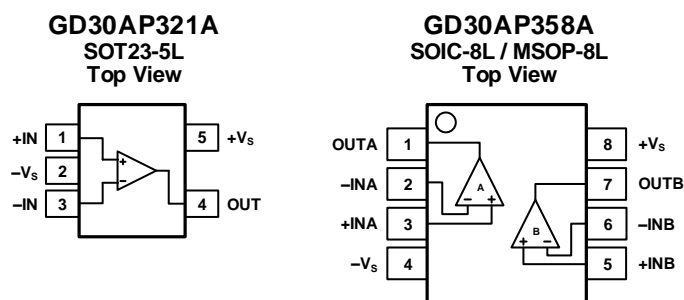 GD30AP321A
SOT23-5L
Top View
+IN 1
–Vs 2
–IN 3
5 +Vs
4 OUT
+
–
GD30AP358A
SOIC-8L / MSOP-8L
Top View
OUTA 1
–INA 2
+INA 3
–Vs 4
8 +Vs
7 OUTB
6 –INB
5 +INB
A
– +
B
+ –